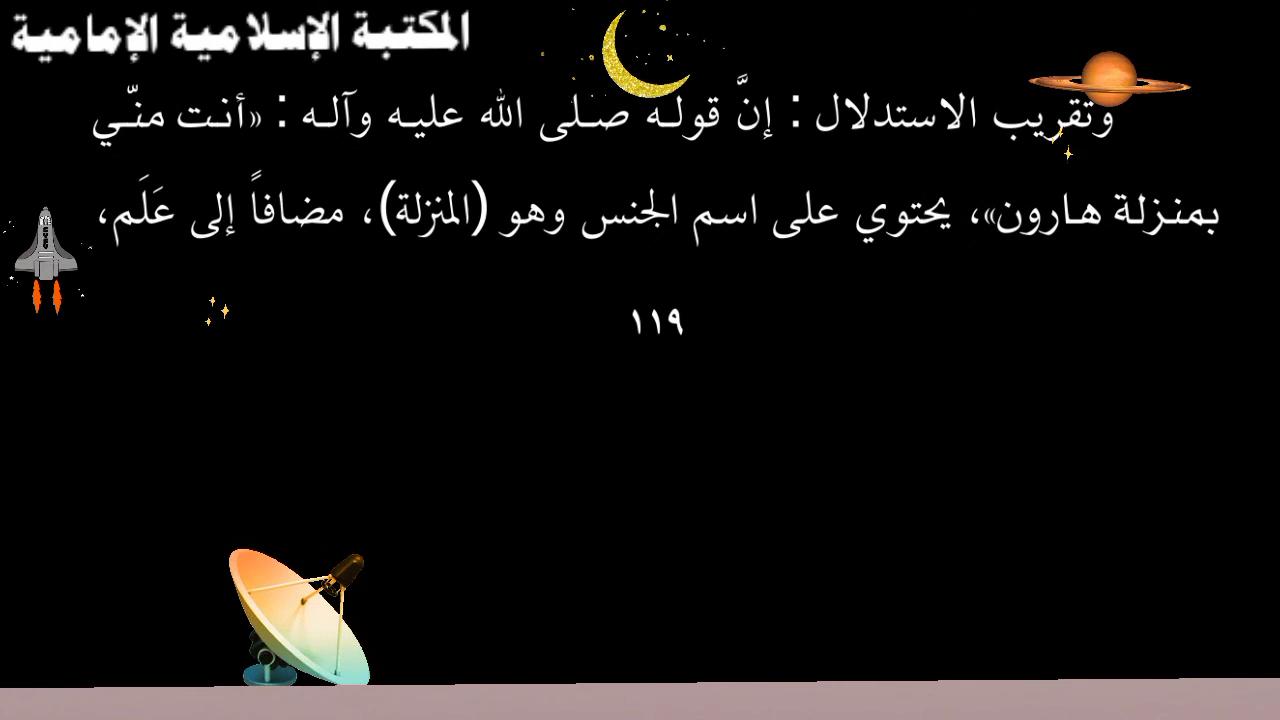 المكتبة الإسلامية الإمامية
وتقريب الاستدلال : إنَّ قوله صلى الله عليه وآله : «أنت منّي
بمنزلة هارون»، يحتوي على اسم الجنس وهو (المنزلة)، مضافاً إلى عَلَم،
١١٩